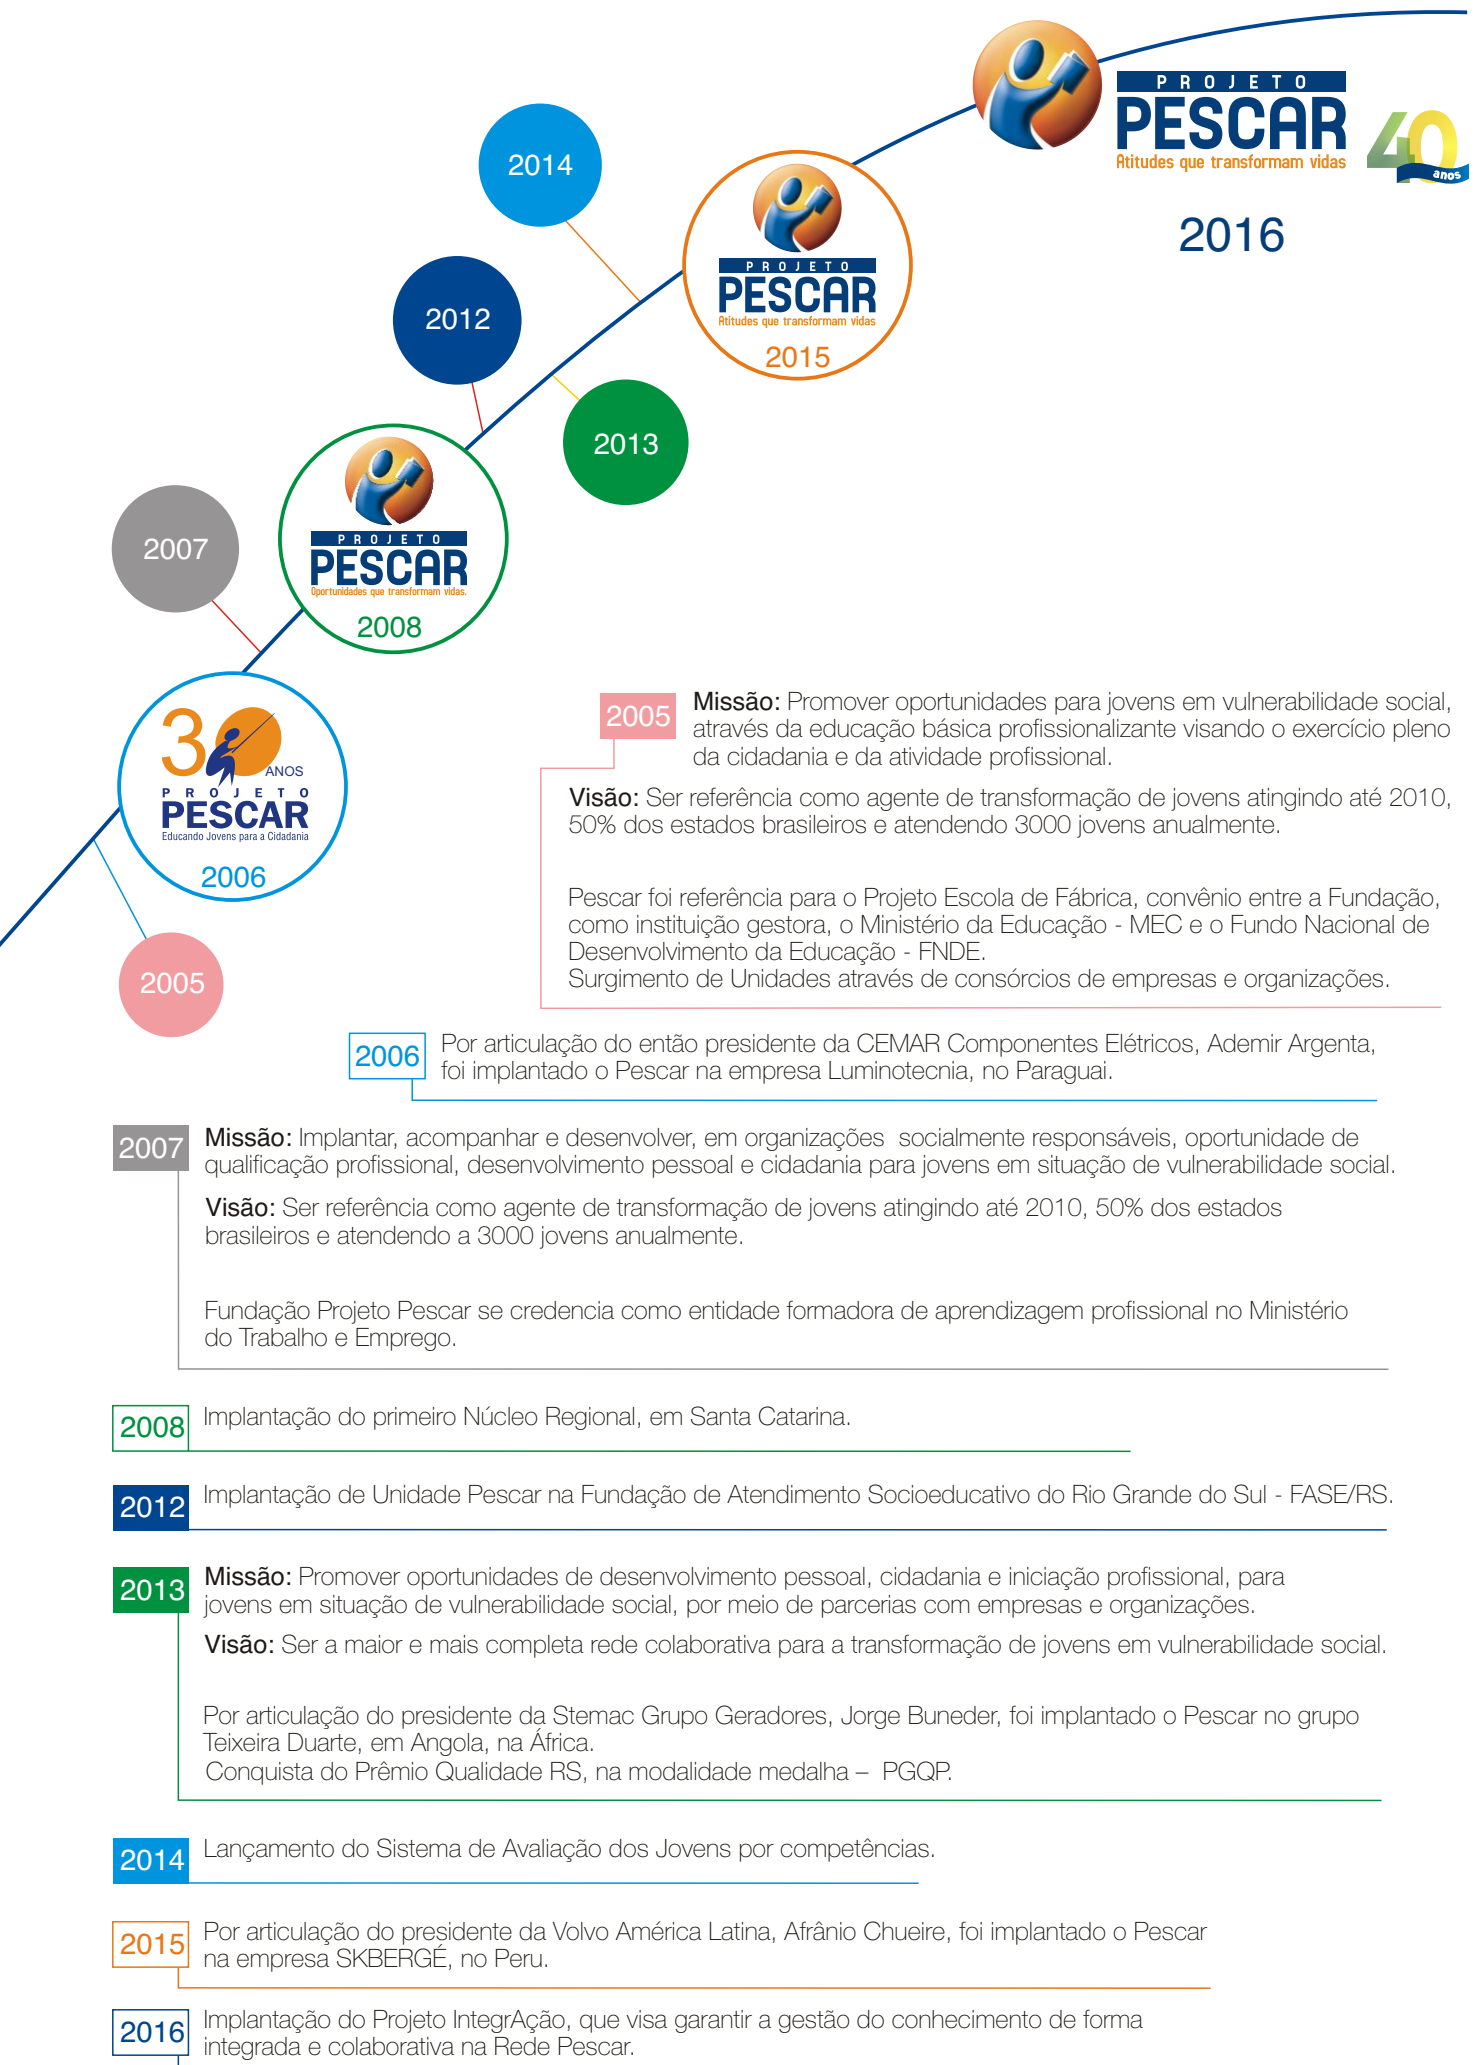 PROJETO
PESCAR
Atitudes que transformam vidas
40
anos
2016
2014
PROJETO
PESCAR
Atitudes que transformam vidas
2015
2012
2013
PROJETO
PESCAR
Oportunidades que transformam vidas.
2008
2007
30
ANOS
PROJETO
PESCAR
Educando Jovens para a Cidadania
2006
2005
2005
Missão: Promover oportunidades para jovens em vulnerabilidade social,
através da educação básica profissionalizante visando o exercício pleno
da cidadania e da atividade profissional.
Visão: Ser referência como agente de transformação de jovens atingindo até 2010,
50% dos estados brasileiros e atendendo 3000 jovens anualmente.
Pescar foi referência para o Projeto Escola de Fábrica, convênio entre a Fundação,
como instituição gestora, o Ministério da Educação - MEC e o Fundo Nacional de
Desenvolvimento da Educação - FNDE.
Surgimento de Unidades através de consórcios de empresas e organizações.
2006
Por articulação do então presidente da CEMAR Componentes Elétricos, Ademir Argenta,
foi implantado o Pescar na empresa Luminotecnia, no Paraguai.
2007
Missão: Implantar, acompanhar e desenvolver, em organizações socialmente responsáveis, oportunidade de
qualificação profissional, desenvolvimento pessoal e cidadania para jovens em situação de vulnerabilidade social.
Visão: Ser referência como agente de transformação de jovens atingindo até 2010, 50% dos estados
brasileiros e atendendo a 3000 jovens anualmente.
Fundação Projeto Pescar se credencia como entidade formadora de aprendizagem profissional no Ministério
do Trabalho e Emprego.
2008
Implantação do primeiro Núcleo Regional, em Santa Catarina.
2012
Implantação de Unidade Pescar na Fundação de Atendimento Socioeducativo do Rio Grande do Sul - FASE/RS.
2013
Missão: Promover oportunidades de desenvolvimento pessoal, cidadania e iniciação profissional, para
jovens em situação de vulnerabilidade social, por meio de parcerias com empresas e organizações.
Visão: Ser a maior e mais completa rede colaborativa para a transformação de jovens em vulnerabilidade social.
Por articulação do presidente da Stemac Grupo Geradores, Jorge Buneder, foi implantado o Pescar no grupo
Teixeira Duarte, em Angola, na África.
Conquista do Prêmio Qualidade RS, na modalidade medalha – PGQP.
2014
Lançamento do Sistema de Avaliação dos Jovens por competências.
2015
Por articulação do presidente da Volvo América Latina, Afrânio Chueire, foi implantado o Pescar
na empresa SKBERGÉ, no Peru.
2016
Implantação do Projeto IntegrAção, que visa garantir a gestão do conhecimento de forma
integrada e colaborativa na Rede Pescar.